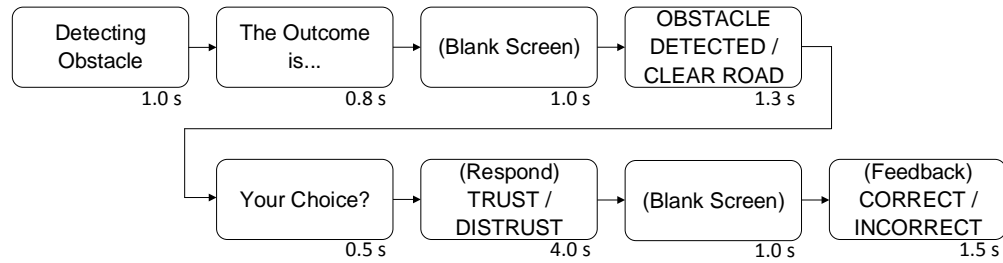 Detecting
Obstacle
1.0 s
The Outcome
is...
0.8 s
(Blank Screen)
1.0 s
OBSTACLE
DETECTED /
CLEAR ROAD
1.3 s
Your Choice?
0.5 s
(Respond)
TRUST /
DISTRUST
4.0 s
(Blank Screen)
1.0 s
(Feedback)
CORRECT /
INCORRECT
1.5 s